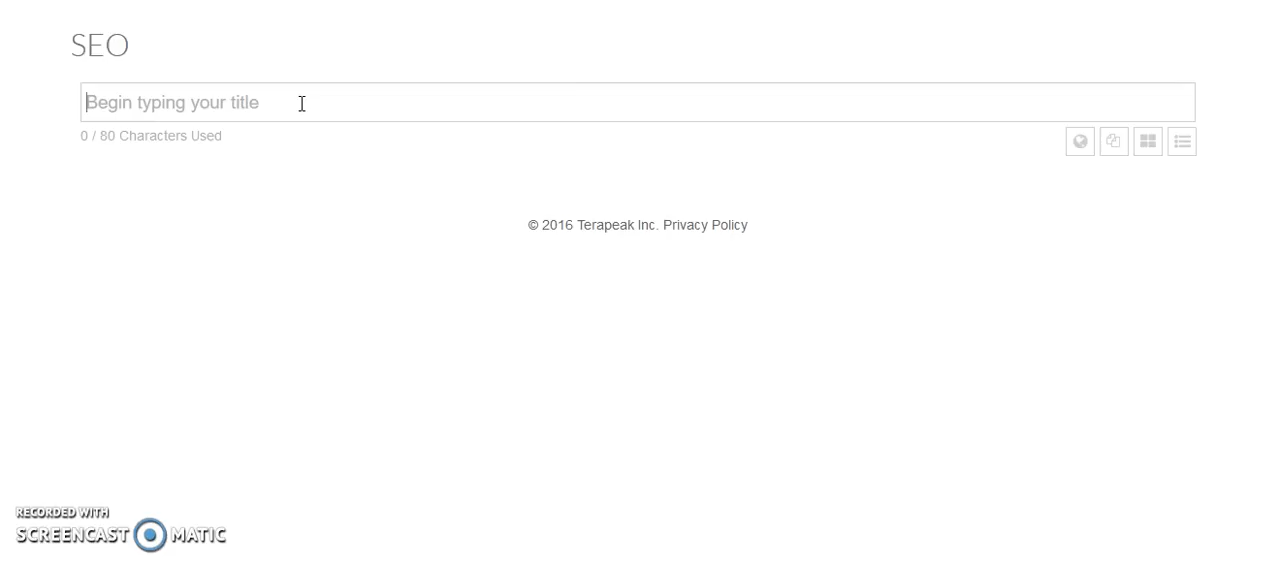 SEO
Begin typing your title
0 / 80 Characters Used
© 2016 Terapeak Inc. Privacy Policy
RECORDED WITH
SCREENCAST MATIC